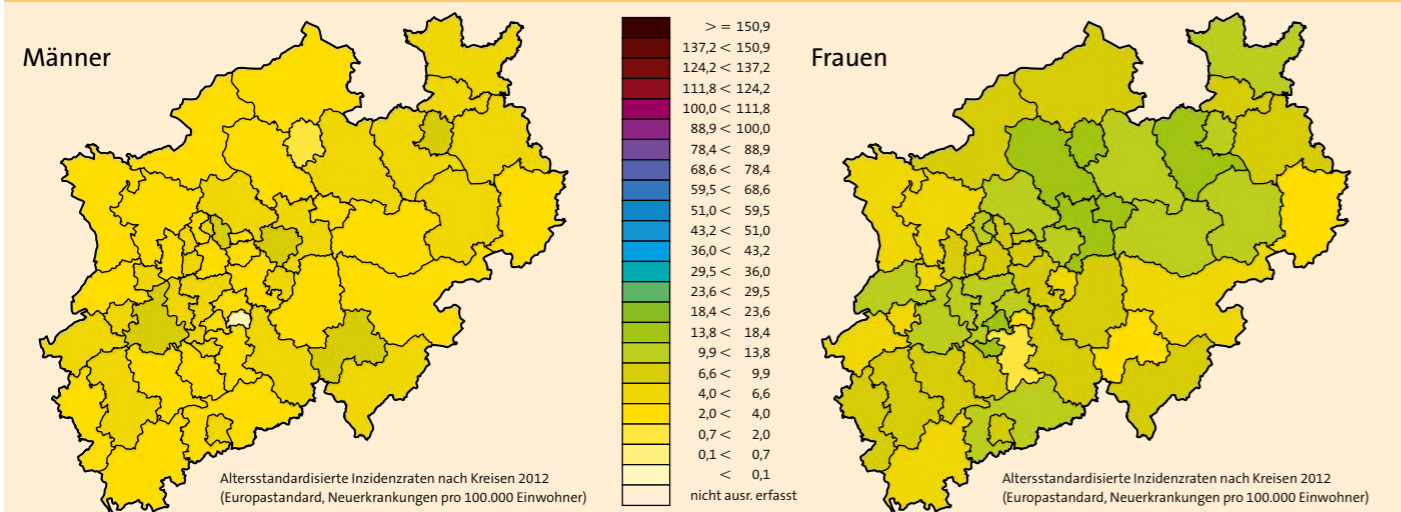 Männer
Frauen
> = 150,9
137,2 < 150,9
124,2 < 137,2
111,8 < 124,2
100,0 < 111,8
88,9 < 100,0
78,4 < 88,9
68,6 < 78,4
59,5 < 68,6
51,0 < 59,5
43,2 < 51,0
36,0 < 43,2
29,5 < 36,0
23,6 < 29,5
18,4 < 23,6
13,8 < 18,4
9,9 < 13,8
6,6 < 9,9
4,0 < 6,6
2,0 < 4,0
0,7 < 2,0
0,1 < 0,7
< 0,1
nicht ausr. erfasst
Altersstandardisierte Inzidenzraten nach Kreisen 2012
(Europastandard, Neuerkrankungen pro 100.000 Einwohner)
Altersstandardisierte Inzidenzraten nach Kreisen 2012
(Europastandard, Neuerkrankungen pro 100.000 Einwohner)